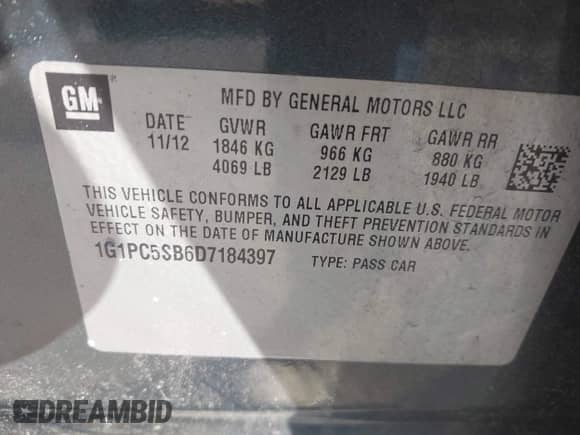 GM
MFD BY GENERAL MOTORS LLC
DATE GVWR GAWR FRT GAWR RR
11/12 1846 KG 966 KG 880 KG
4069 LB 2129 LB 1940 LB
THIS VEHICLE CONFORMS TO ALL APPLICABLE U.S. FEDERAL MOTOR
VEHICLE SAFETY, BUMPER, AND THEFT PREVENTION STANDARDS IN
EFFECT ON THE DATE OF MANUFACTURE SHOWN ABOVE.
1G1PC5SB6D7184397 TYPE: PASS CAR
DREAMBID